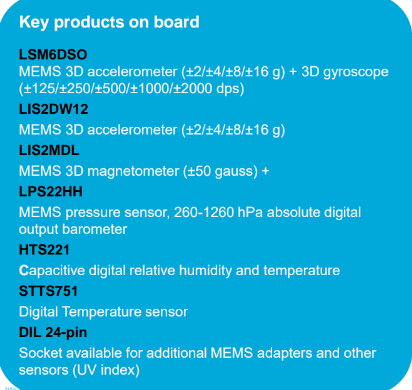 Key products on board
LSM6DSO
MEMS 3D accelerometer (±2/±4/±8/±16 g) + 3D gyroscope
(±125/±250/±500/±1000/±2000 dps)
LIS2DW12
MEMS 3D accelerometer (±2/±4/±8/±16 g)
LIS2MDL
MEMS 3D magnetometer (±50 gauss) +
LPS22HH
MEMS pressure sensor, 260-1260 hPa absolute digital
output barometer
HTS221
Capacitive digital relative humidity and temperature
STTS751
Digital Temperature sensor
DIL 24-pin
Socket available for additional MEMS adapters and other
sensors (UV index)